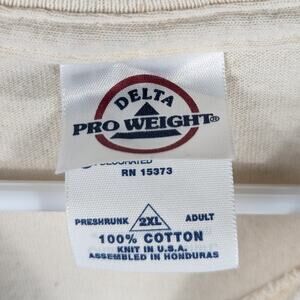 DELTA
PRO WEIGHT®
RN 15373
PRESHRUNK 2XL ADULT
100% COTTON
KNIT IN U.S.A.
ASSEMBLED IN HONDURAS